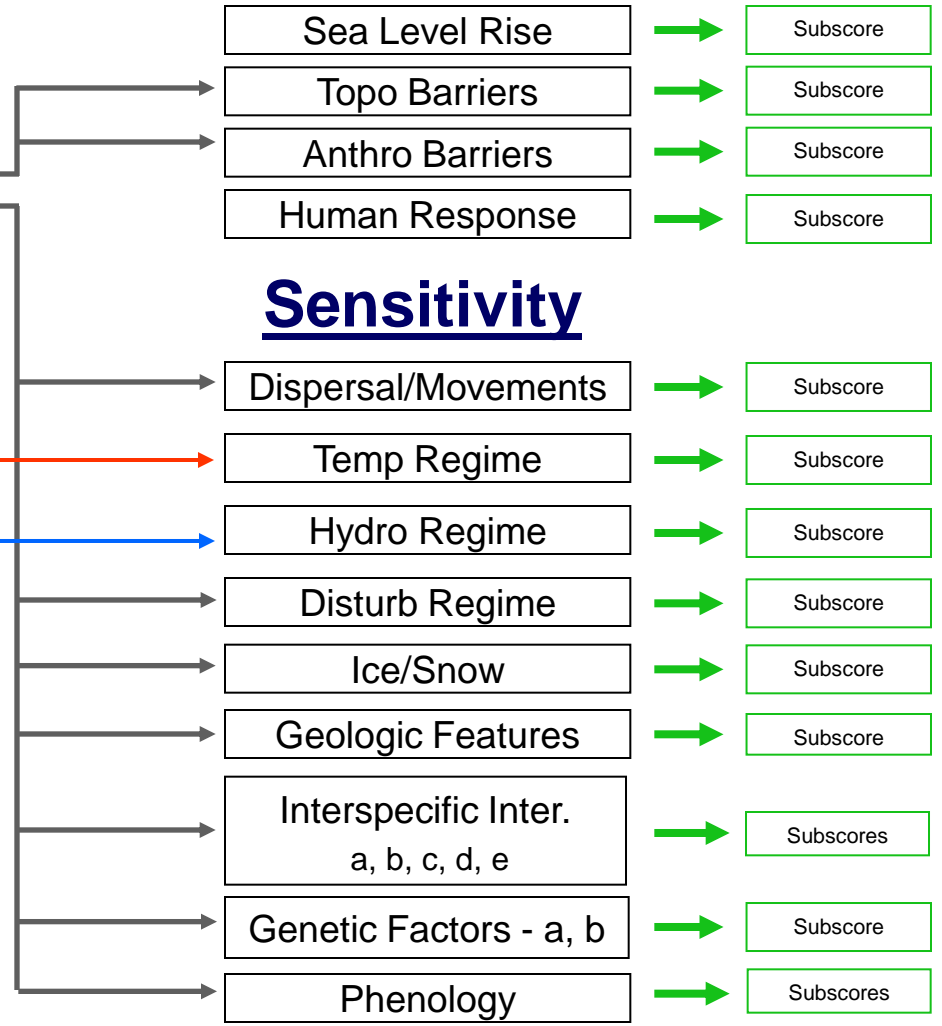 Sea Level Rise
Subscore
Topo Barriers
Subscore
Anthro Barriers
Subscore
Human Response
Subscore
Sensitivity
Dispersal/Movements
Subscore
Temp Regime
Subscore
Hydro Regime
Subscore
Disturb Regime
Subscore
Ice/Snow
Subscore
Geologic Features
Subscore
Interspecific Inter.
a, b, c, d, e
Subscores
Genetic Factors - a, b
Subscore
Phenology
Subscores